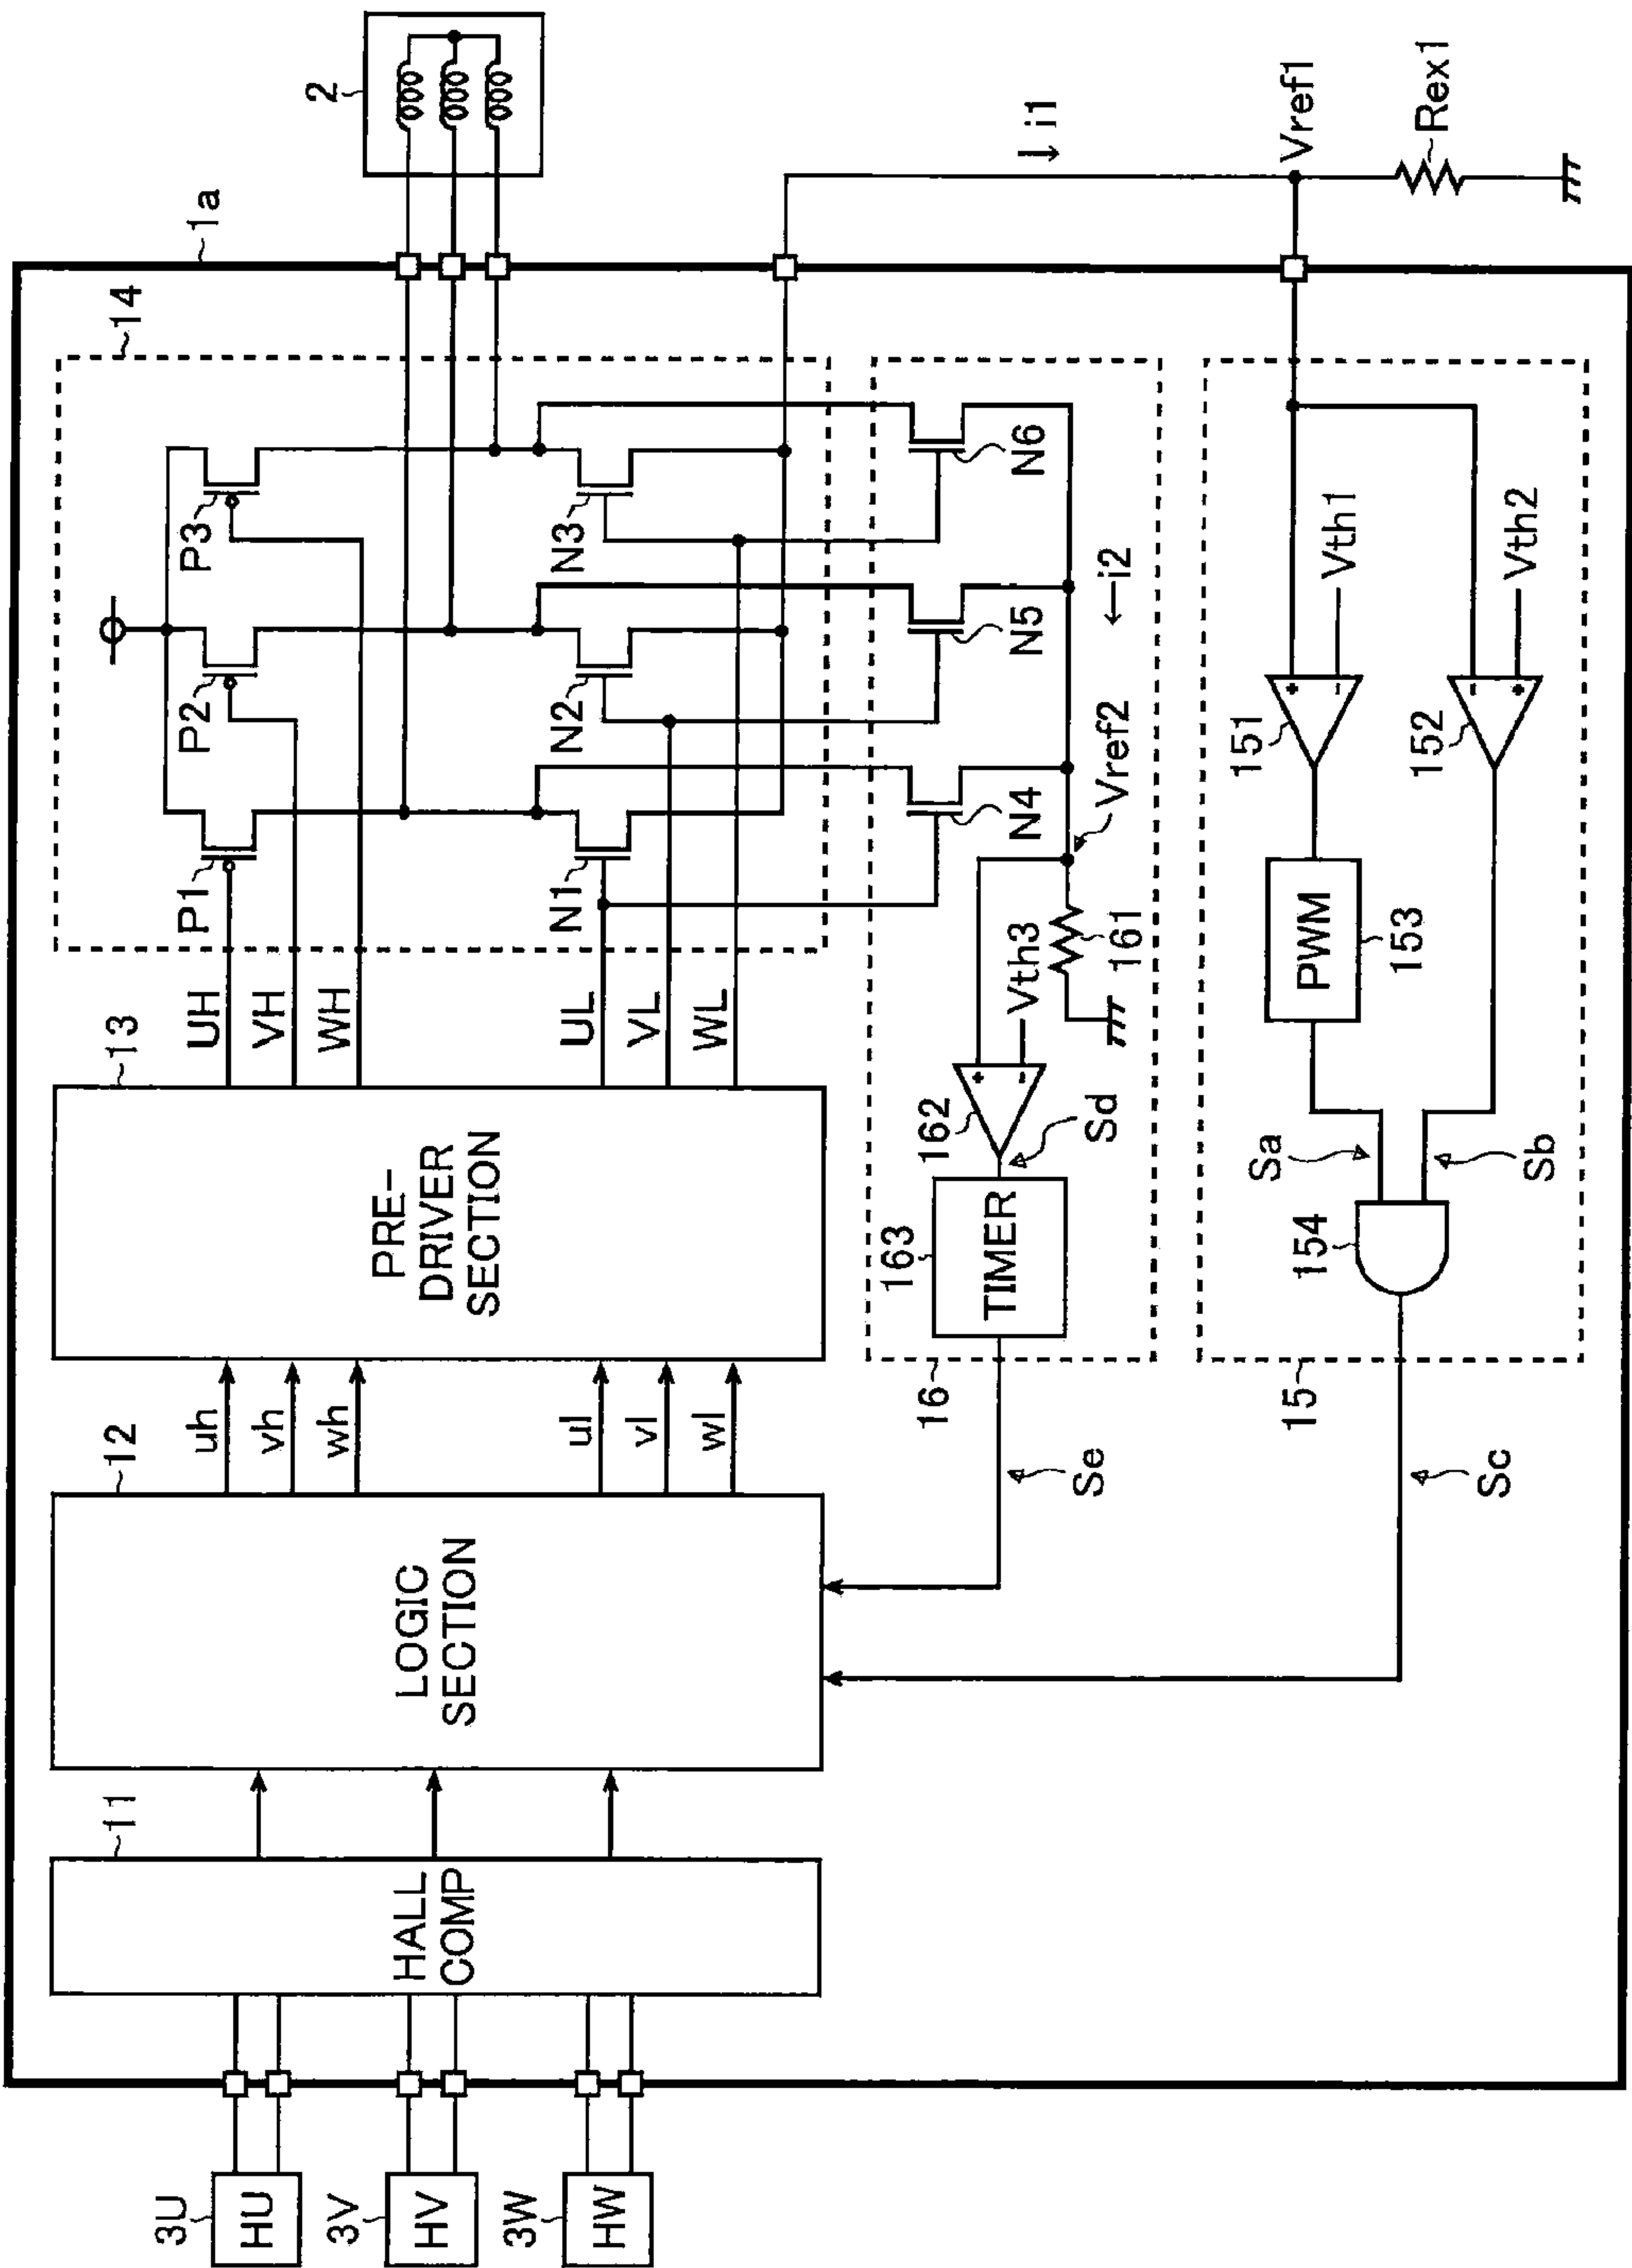 1a
2
14
P1
P2
P3
N1
N2
N3
13
UH
VH
WH
UL
VL
WL
PRE-
DRIVER
SECTION
12
uh
vh
wh
ul
vl
wl
LOGIC
SECTION
11
HALL
COMP
3U
HU
3V
HV
3W
HW
16
N4
N5
N6
←i2
Vref2
Vth3
161
162
Sd
163
TIMER
Se
15
151
Vth1
152
Vth2
PWM
153
Sa
Sb
154
Sc
↓i1
Vref1
Rex1
+
-
+
-
-
+